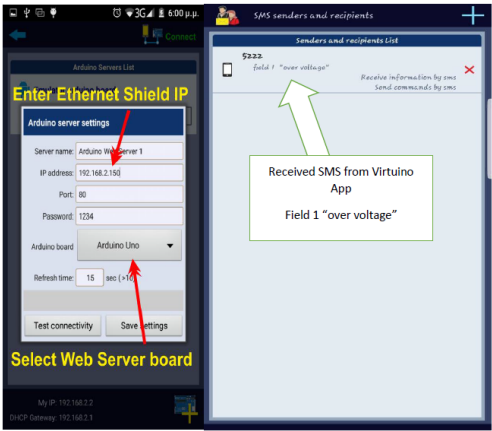 3G 6:00 μ.μ.
Connect
Arduino Servers List
Enter Ethernet Shield IP
Arduino server settings
Server name: Arduino Web Server 1
IP address: 192.168.2.150
Port: 80
Password: 1234
Arduino board Arduino Uno
Refresh time: 15 sec (>10)
Test connectivity Save settings
Select Web Server board
My IP: 192.168.2.2
DHCP Gateway: 192.168.2.1
SMS senders and recipients
Senders and recipients List
5222
field 1 "over voltage"
Receive information by sms
Send commands by sms
Received SMS from Virtuino
App
Field 1 "over voltage"